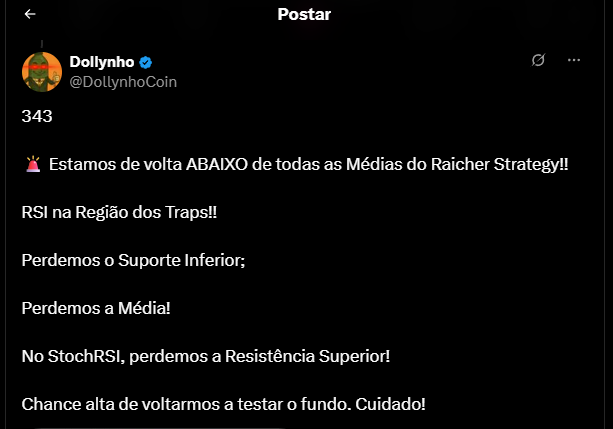 Postar
Dollynho
@DollynhoCoin
343
🚨 Estamos de volta ABAIXO de todas as Médias do Raicher Strategy!!
RSI na Região dos Traps!!
Perdemos o Suporte Inferior;
Perdemos a Média!
No StochRSI, perdemos a Resistência Superior!
Chance alta de voltarmos a testar o fundo. Cuidado!